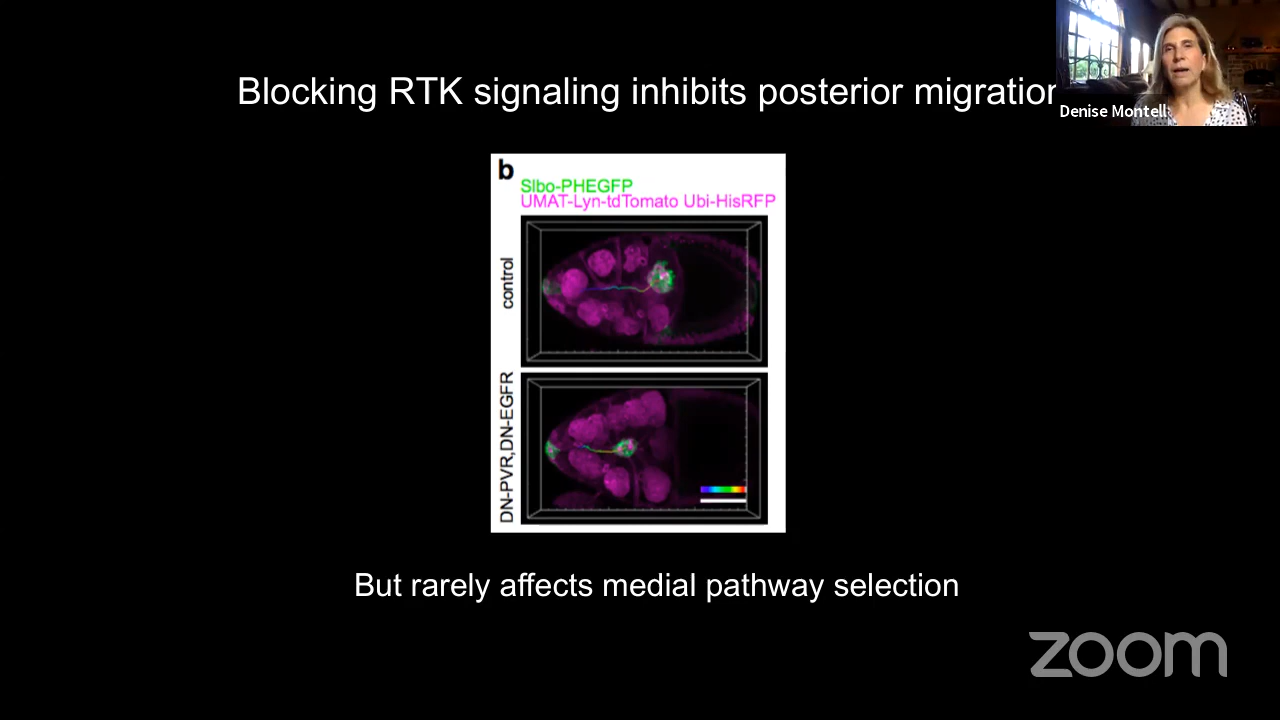 Blocking RTK signaling inhibits posterior migration
Denise Montell
b
Slbo-PHEGFP
UMAT-Lyn-tdTomato Ubi-HisRFP
control
DN-PVR,DN-EGFR
But rarely affects medial pathway selection
zoom